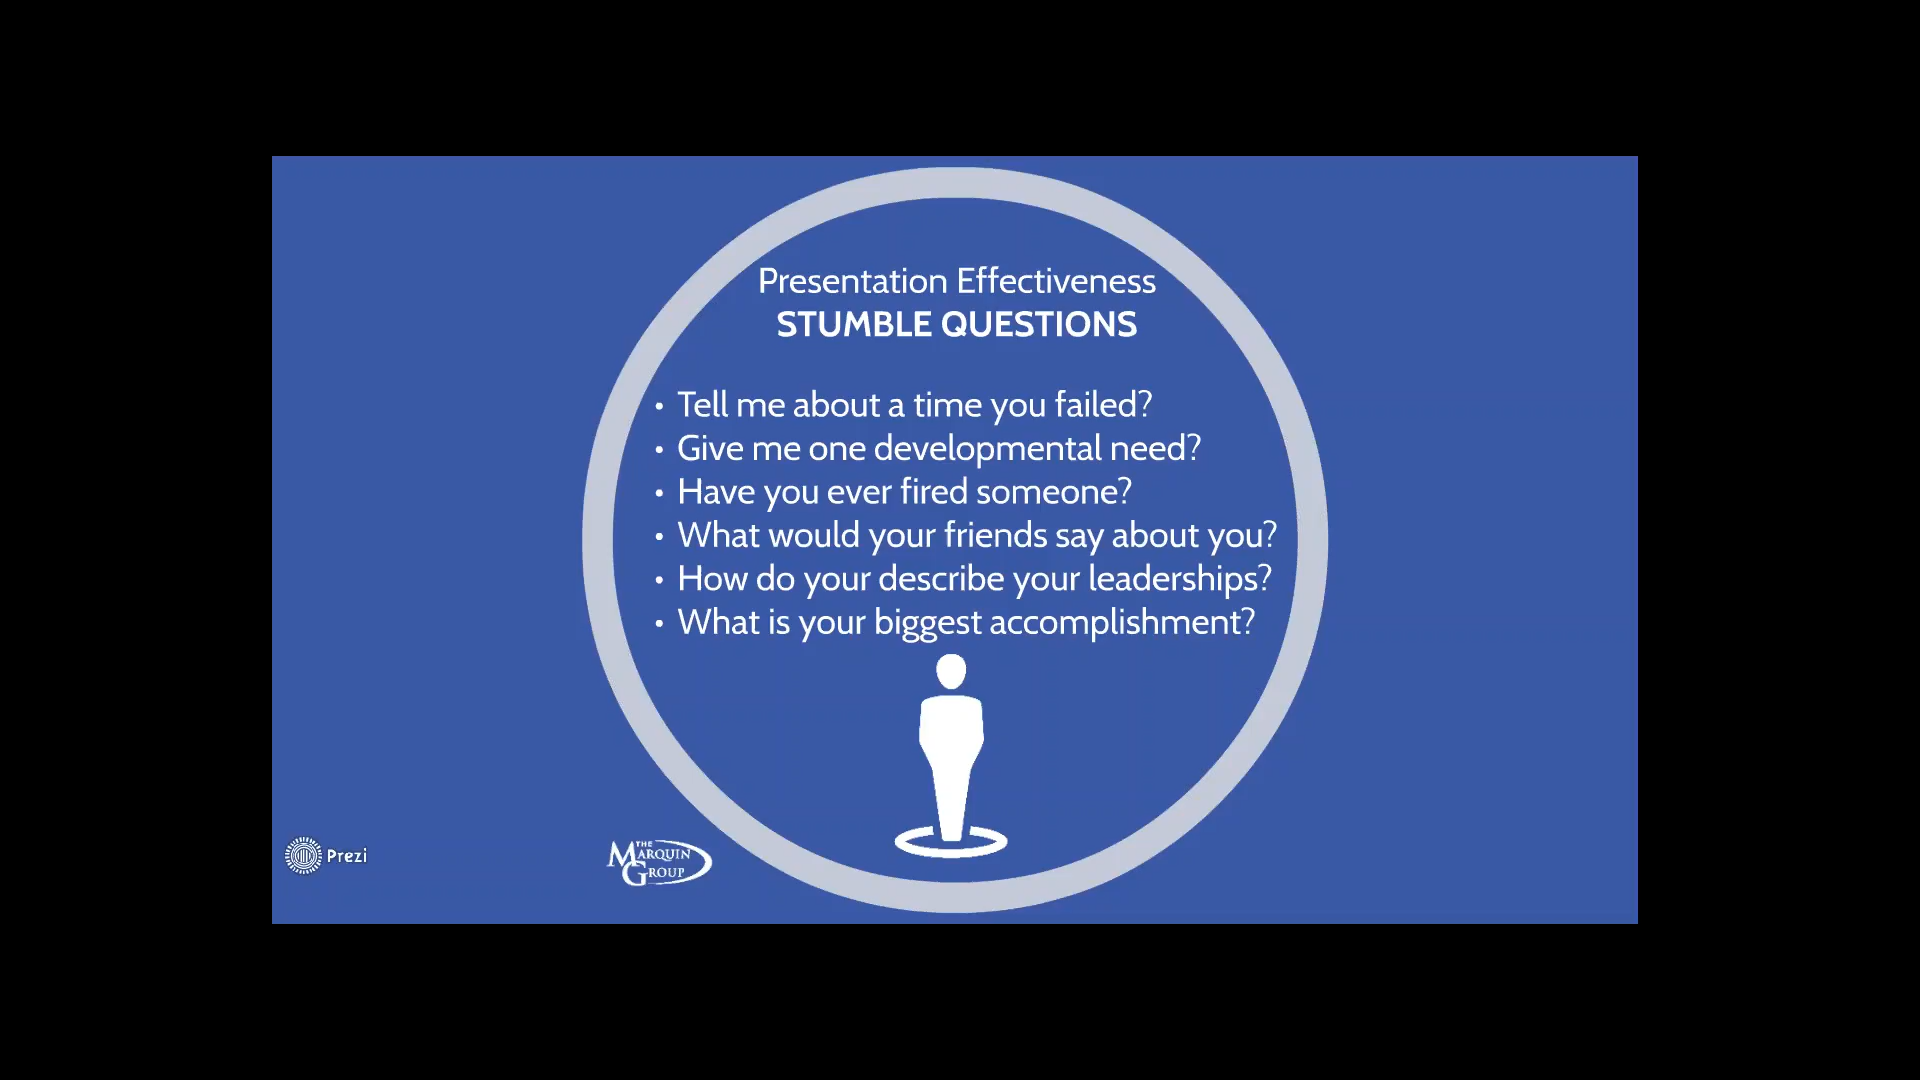 Presentation Effectiveness
STUMBLE QUESTIONS
• Tell me about a time you failed?
• Give me one developmental need?
• Have you ever fired someone?
• What would your friends say about you?
• How do your describe your leaderships?
• What is your biggest accomplishment?
Prezi
THE
MARQUIN
GROUP